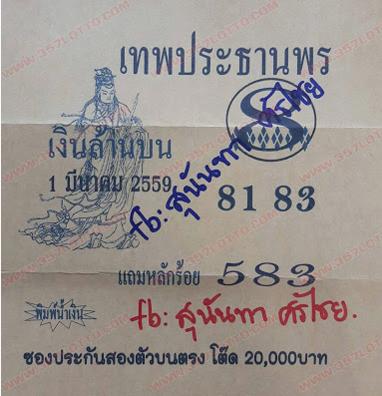 WWW.357LOTTO.COM
เทพประธานพร
S
เงินล้านบน
1 มีนาคม 2559
81 83
fb: สุนันทา ศรีไชย
แถมหลักร้อย 583
พิมพ์น้ำเงิน
fb: สุนันทา ศรีไชย.
ซองประกันสองตัวบนตรง โต๊ด 20,000บาท